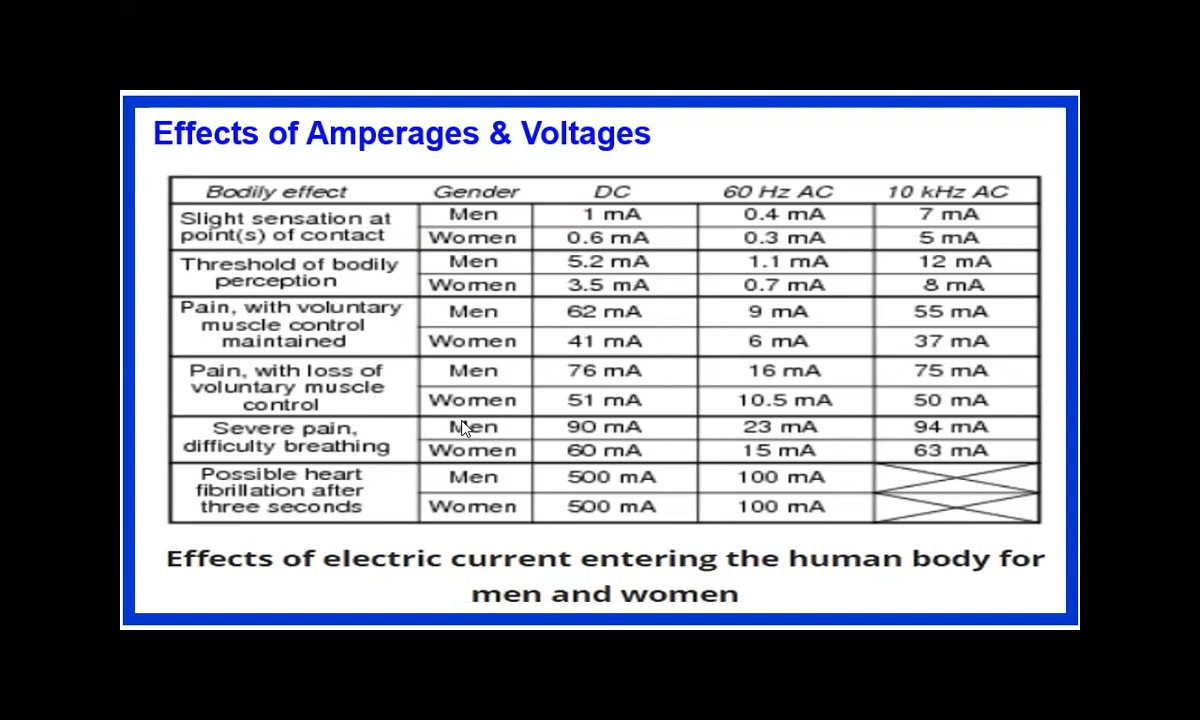 Effects of Amperages & Voltages
Bodily effect Gender DC 60 Hz AC 10 kHz AC
Slight sensation at
point(s) of contact
Men 1 mA 0.4 mA 7 mA
Women 0.6 mA 0.3 mA 5 mA
Threshold of bodily
perception
Men 5.2 mA 1.1 mA 12 mA
Women 3.5 mA 0.7 mA 8 mA
Pain, with voluntary
muscle control
maintained
Men 62 mA 9 mA 55 mA
Women 41 mA 6 mA 37 mA
Pain, with loss of
voluntary muscle
control
Men 76 mA 16 mA 75 mA
Women 51 mA 10.5 mA 50 mA
Severe pain,
difficulty breathing
Men 90 mA 23 mA 94 mA
Women 60 mA 15 mA 63 mA
Possible heart
fibrillation after
three seconds
Men 500 mA 100 mA
Women 500 mA 100 mA
Effects of electric current entering the human body for
men and women